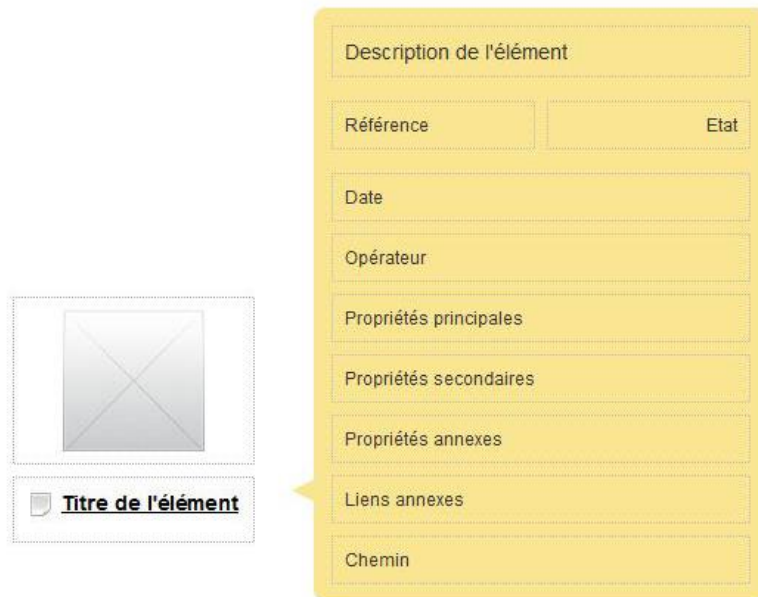 Description de l'élément
Référence
Etat
Date
Opérateur
Propriétés principales
Propriétés secondaires
Propriétés annexes
Liens annexes
Chemin
Titre de l'élément